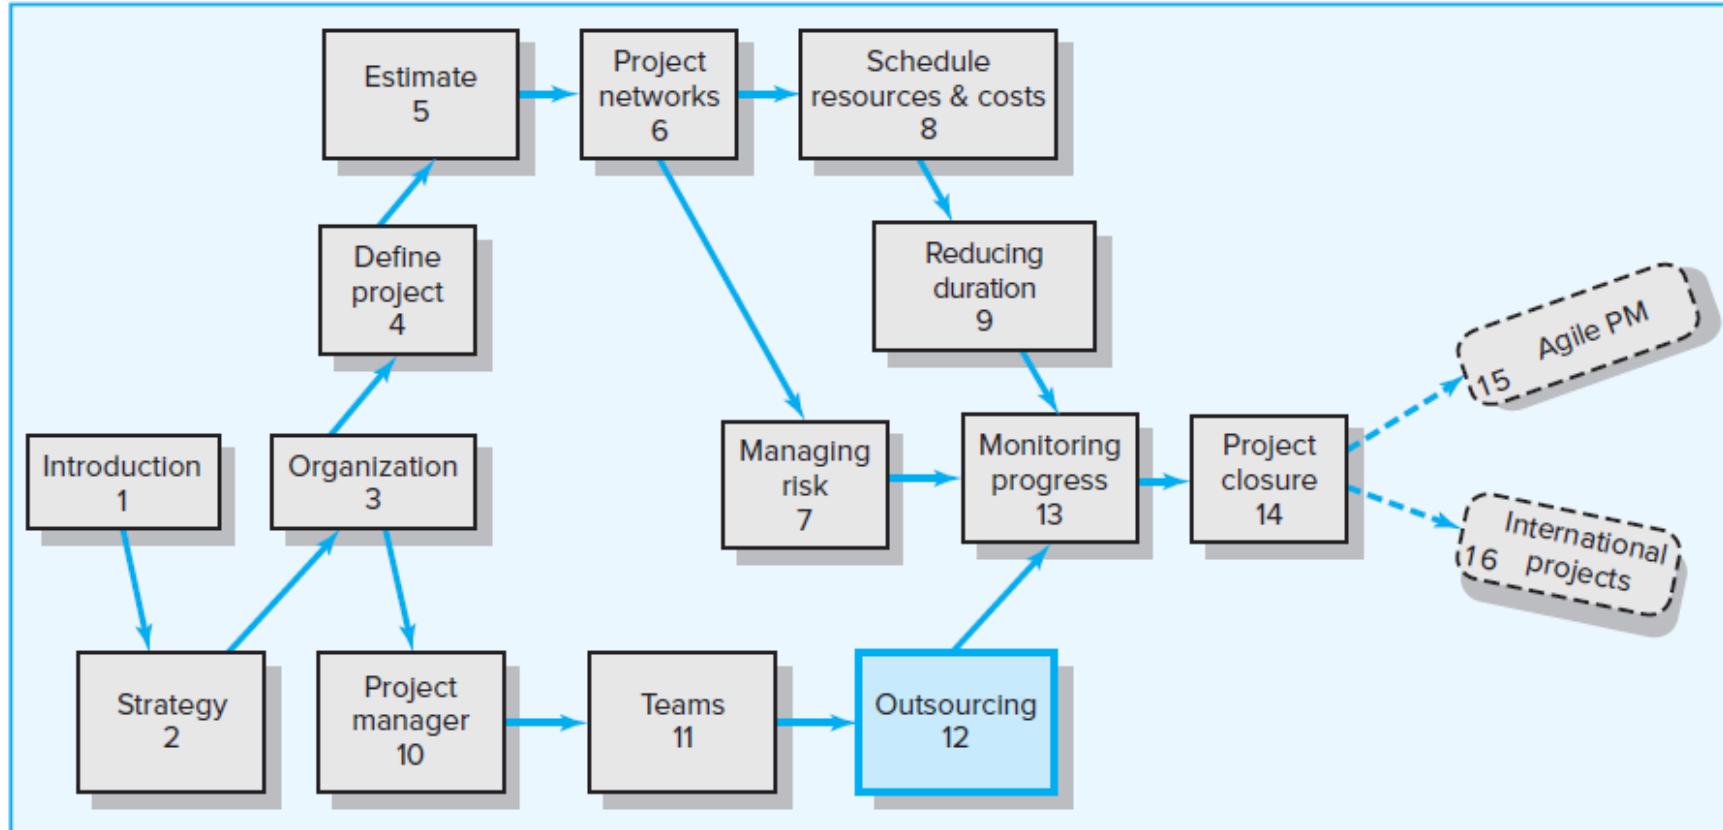 Estimate
5
Project
networks
6
Schedule
resources & costs
8
Define
project
4
Reducing
duration
9
Agile PM
15
Introduction
1
Organization
3
Managing
risk
7
Monitoring
progress
13
Project
closure
14
International
16 projects
Strategy
2
Project
manager
10
Teams
11
Outsourcing
12